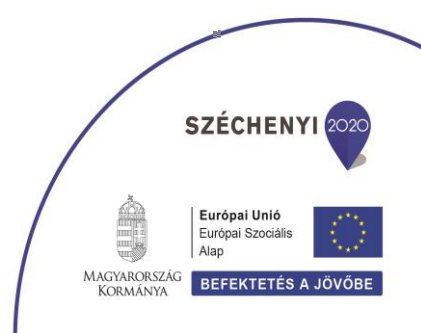 SZÉCHENYI 2020
Európai Unió
Európai Szociális
Alap
MAGYARORSZÁG
KORMÁNYA
BEFEKTETÉS A JÖVŐBE